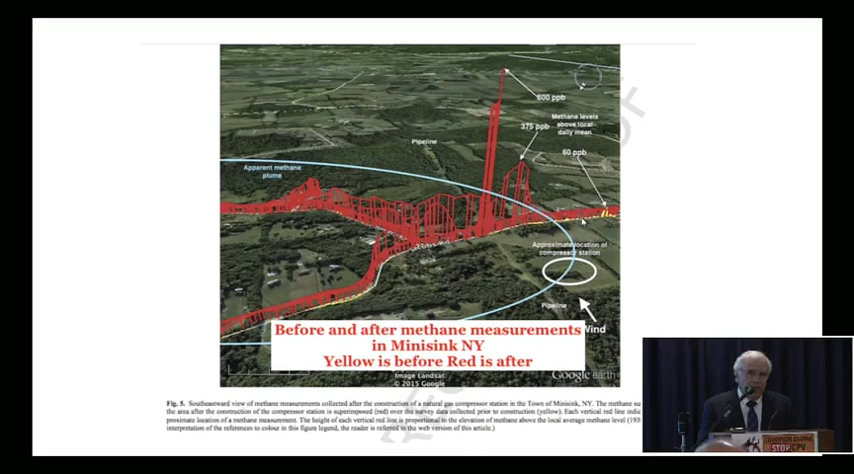 600 ppb
Methane levels
above local
daily mean
375 ppb
Pipeline
60 ppb
Apparent methane
plume
Approximate location of
compressor station
Pipeline
Wind
Before and after methane measurements
in Minisink NY
Yellow is before Red is after
Image Landsat
© 2015 Google
Google earth
Fig. 5. Southeastward view of methane measurements collected after the construction of a natural gas compressor station in the Town of Minisink, NY. The methane su
the area after the construction of the compressor station is superimposed (red) over the survey data collected prior to construction (yellow). Each vertical red line indic
proximate location of a methane measurement. The height of each vertical red line is proportional to the elevation of methane above the local average methane level (193
interpretation of the references to colour in this figure legend, the reader is referred to the web version of this article.)
STOP CPV